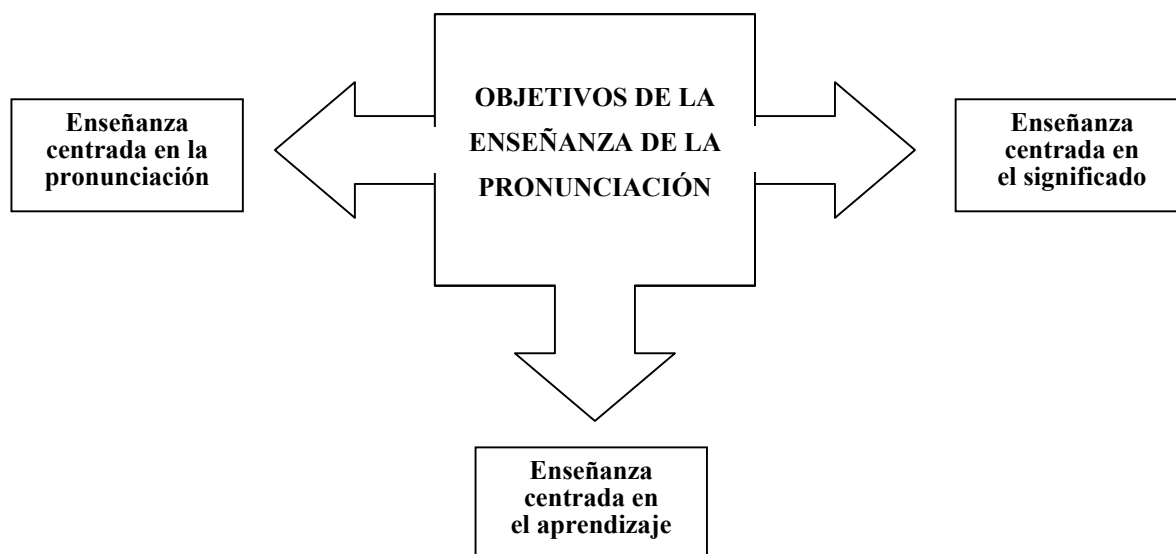 OBJETIVOS DE LA
ENSEÑANZA DE LA
PRONUNCIACIÓN
Enseñanza
centrada en la
pronunciación
Enseñanza
centrada en
el significado
Enseñanza
centrada en
el aprendizaje